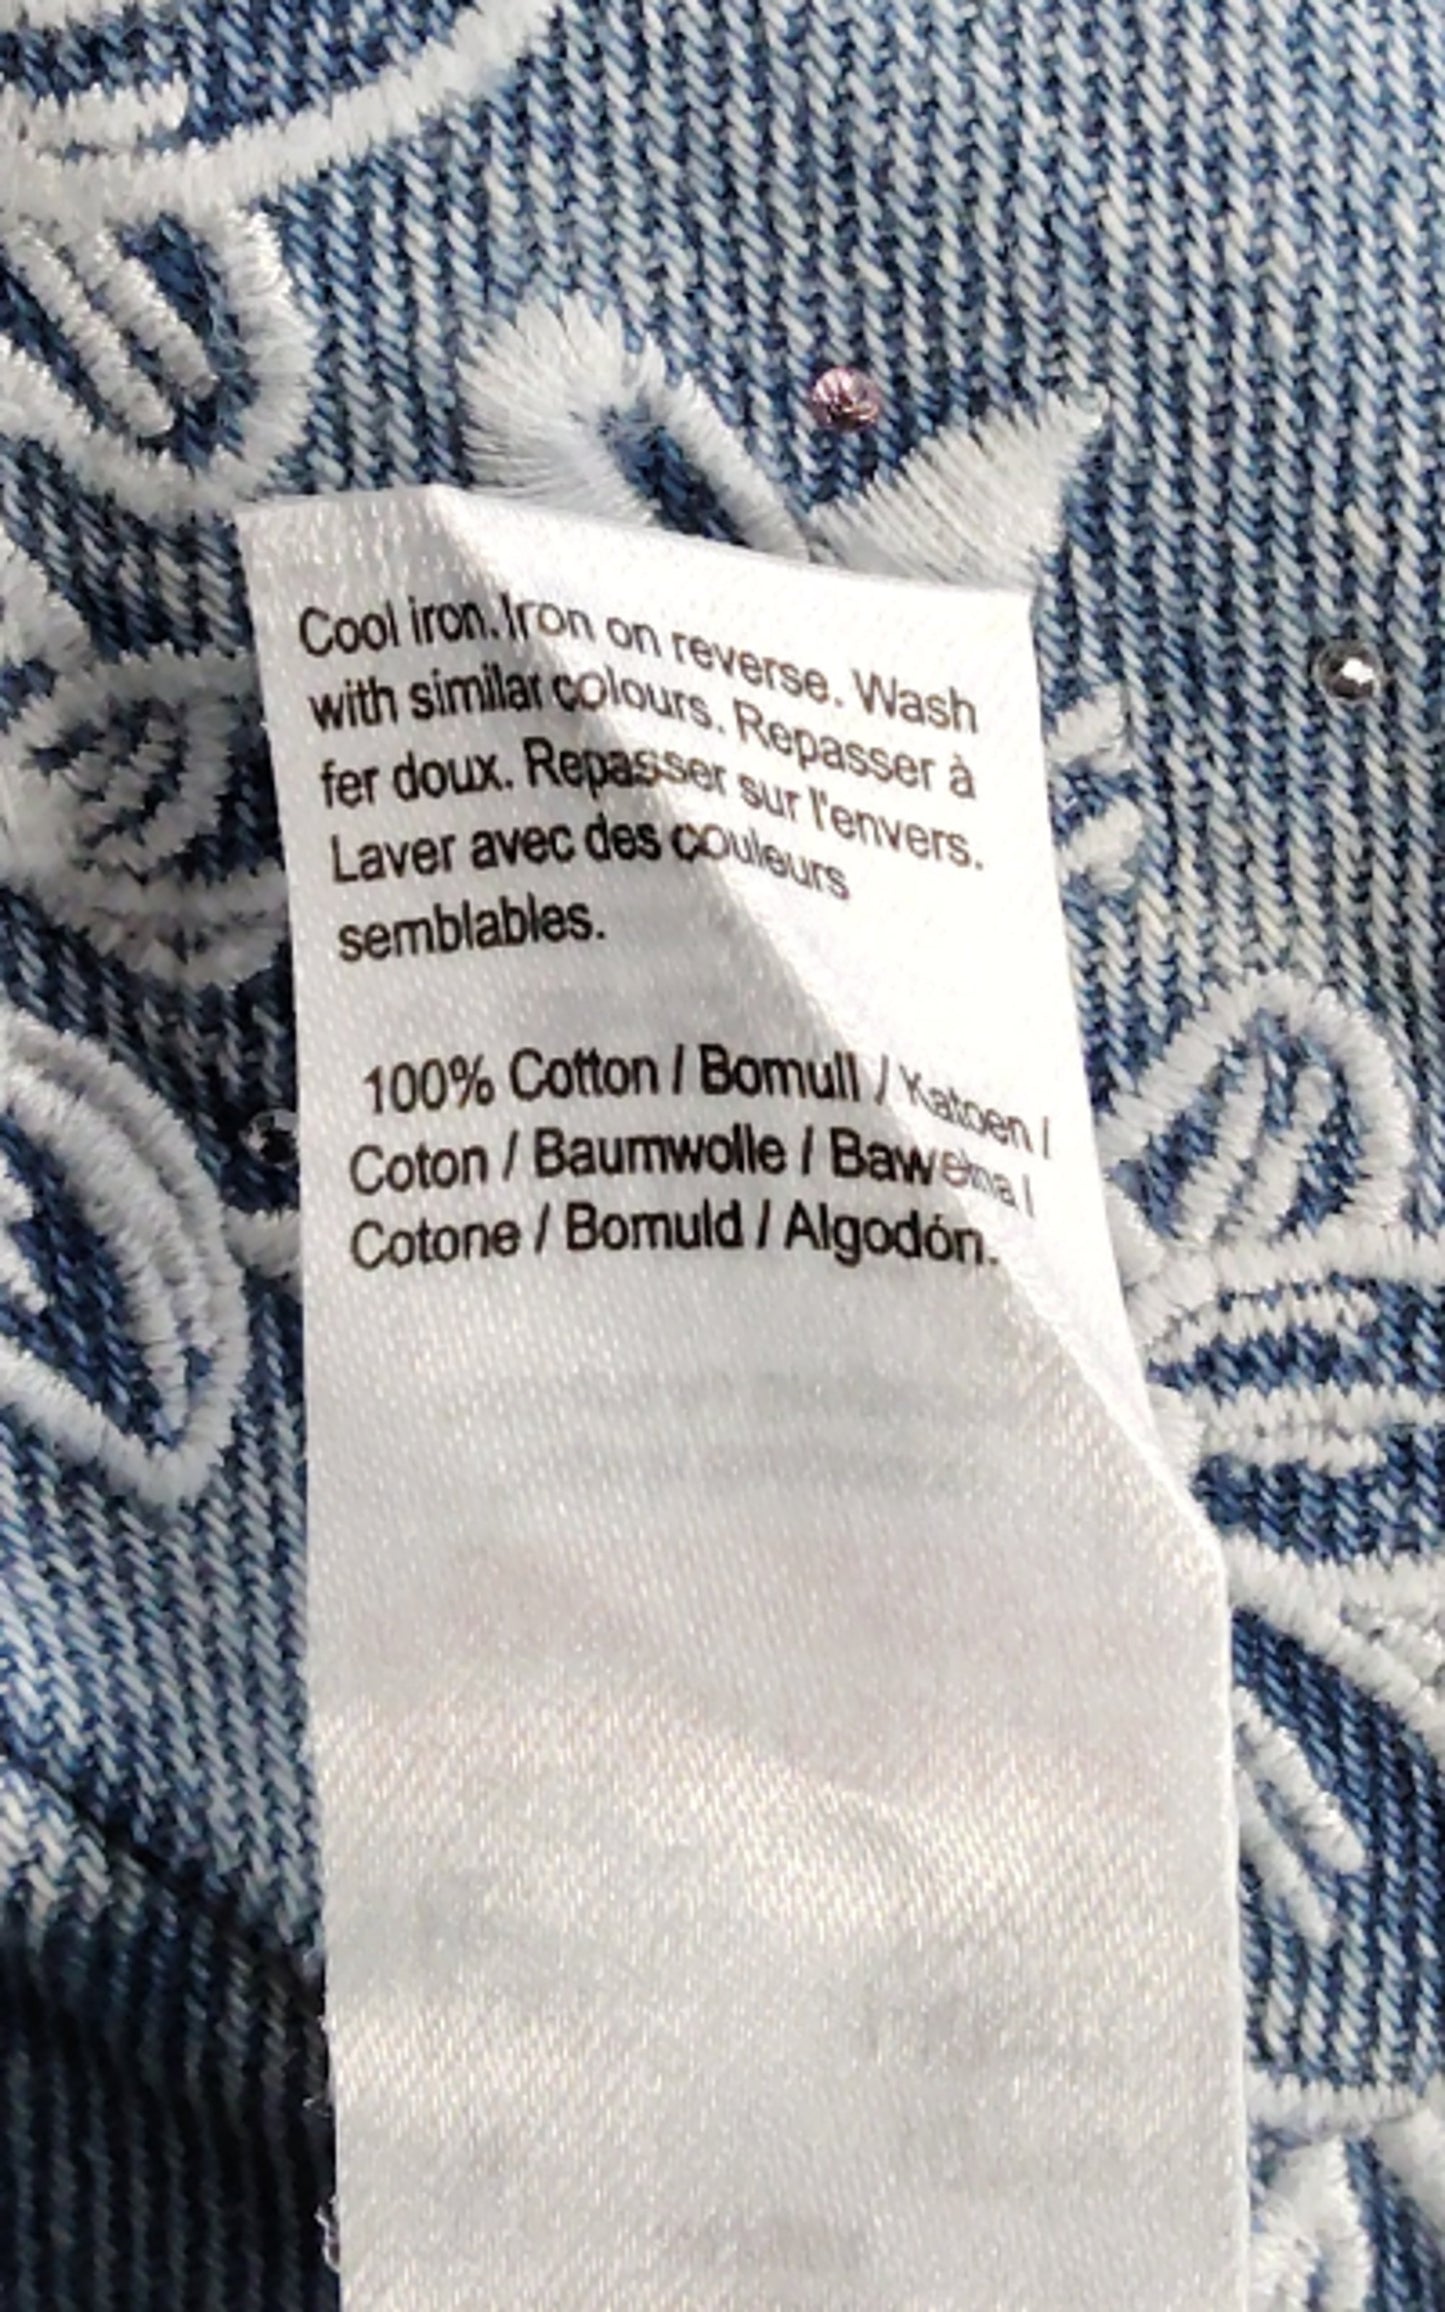 Cool iron. Iron on reverse. Wash
with similar colours. Repasser à
fer doux. Repasser sur l'envers.
Laver avec des couleurs
semblables.
100% Cotton / Bomull / Katoen /
Coton / Baumwolle / Bawełna /
Cotone / Bomuld / Algodón.